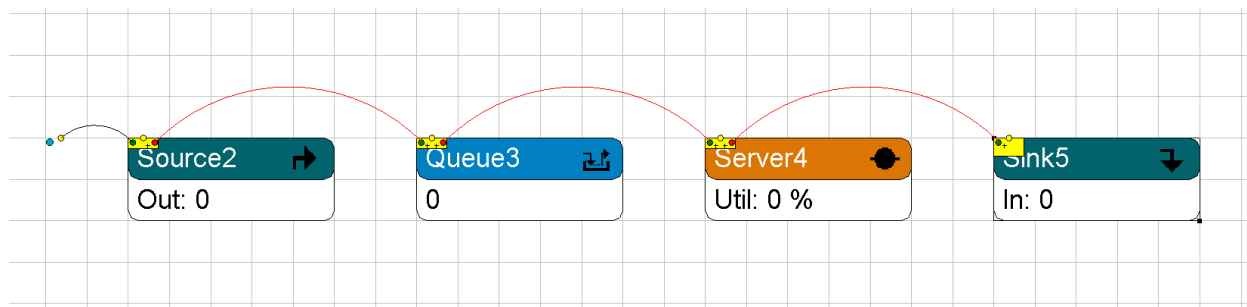 Source2
Out: 0
Queue3
0
Server4
Util: 0 %
Sink5
In: 0